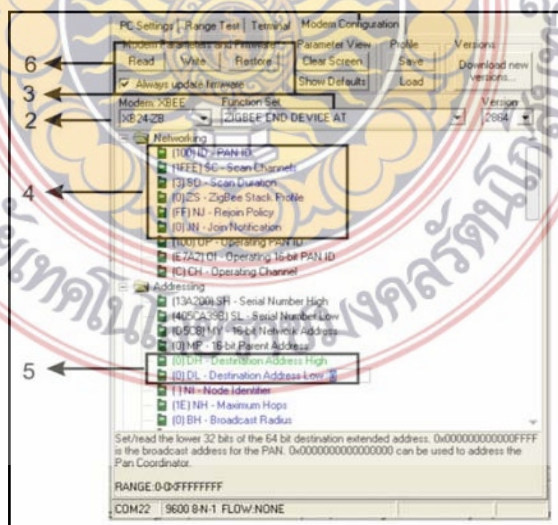 PC Settings Range Test Terminal Modem Configuration
Modem Parameters and Firmware Parameter View Profile Versions
6 Read Write Restore Clear Screen Save Download new versions...
3 Always update firmware Show Defaults Load
Modem: XBEE Function Set Version
2 XB24-ZB ZIGBEE END DEVICE AT 2864
Networking
(100) ID - PAN ID
(1FFE) SC - Scan Channels
(3) SD - Scan Duration
4 (0) ZS - ZigBee Stack Profile
(FF) NJ - Rejoin Policy
(0) JN - Join Notification
(100) OP - Operating PAN ID
(E7A2) OI - Operating 16-bit PAN ID
(C) CH - Operating Channel
Addressing
(13A200) SH - Serial Number High
(405CA39B) SL - Serial Number Low
(D5CB) MY - 16-bit Network Address
(0) MP - 16-bit Parent Address
(0) DH - Destination Address High
5 (0) DL - Destination Address Low
( ) NI - Node Identifier
(1E) NH - Maximum Hops
(0) BH - Broadcast Radius
Set/read the lower 32 bits of the 64 bit destination extended address. 0x000000000000FFFF
is the broadcast address for the PAN. 0x0000000000000000 can be used to address the
Pan Coordinator.
RANGE:0-0XFFFFFFFF
COM22 9600 8-N-1 FLOW:NONE